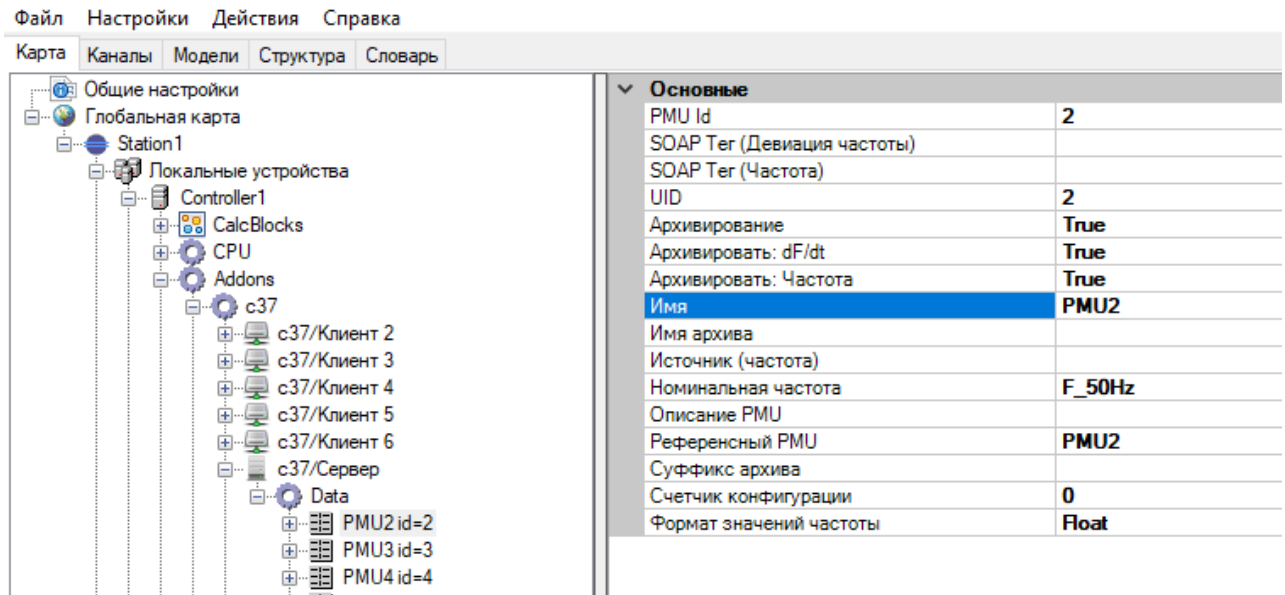 Файл Настройки Действия Справка
Карта Каналы Модели Структура Словарь
Общие настройки
Глобальная карта
Station1
Локальные устройства
Controller1
CalcBlocks
CPU
Addons
c37
c37/Клиент 2
c37/Клиент 3
c37/Клиент 4
c37/Клиент 5
c37/Клиент 6
c37/Сервер
Data
PMU2 id=2
PMU3 id=3
PMU4 id=4
Основные
PMU Id 2
SOAP Тег (Девиация частоты)
SOAP Тег (Частота)
UID 2
Архивирование True
Архивировать: dF/dt True
Архивировать: Частота True
Имя PMU2
Имя архива
Источник (частота)
Номинальная частота F_50Hz
Описание PMU
Референсный PMU PMU2
Суффикс архива
Счетчик конфигурации 0
Формат значений частоты Float